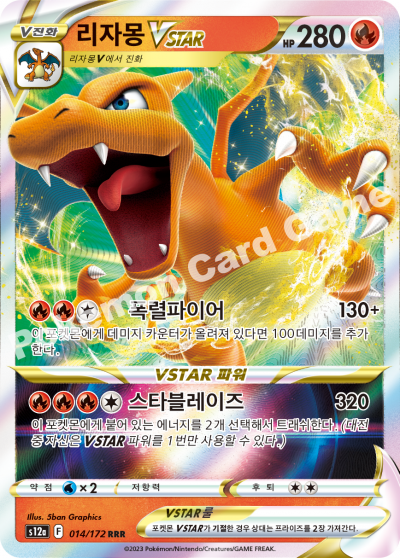 V진화
리자몽 VSTAR
HP 280
리자몽V에서 진화
폭렬파이어 130+
이 포켓몬에게 데미지 카운터가 올려져 있다면 100데미지를 추가
한다.
VSTAR 파워
스타블레이즈 320
이 포켓몬에게 붙어 있는 에너지를 2개 선택해서 트래쉬한다. (대전
중 자신은 VSTAR 파워를 1번만 사용할 수 있다.)
약점 ×2 저항력 후퇴
Illus. 5ban Graphics
VSTAR룰
s12a F 014/172 RRR
포켓몬 VSTAR가 기절한 경우 상대는 프라이즈를 2장 가져간다.
©2023 Pokémon/Nintendo/Creatures/GAME FREAK.
Pokémon Card Game